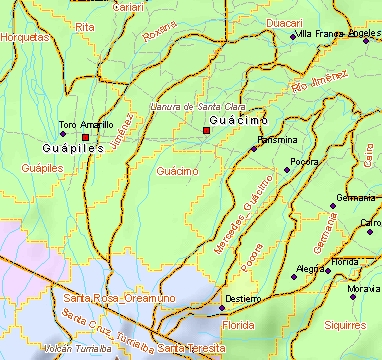 Cariari
Horquetas
Rita
Roxana
Duacari
Villa Franca
Angeles
Río Jiménez
Llanura de Santa Clara
Guácimo
Toro Amarillo
Guápiles
Jiménez
Parismina
Cairo
Guápiles
Guácimo
Pocora
Mercedes_Guácimo
Germania
Germania
Cairo
Pocora
Alegría
Florida
Moravia
Santa Rosa_Oreamuno
Destierro
Santa Cruz_Turrialba
Florida
Siquirres
Volcán Turrialba
Santa Teresita